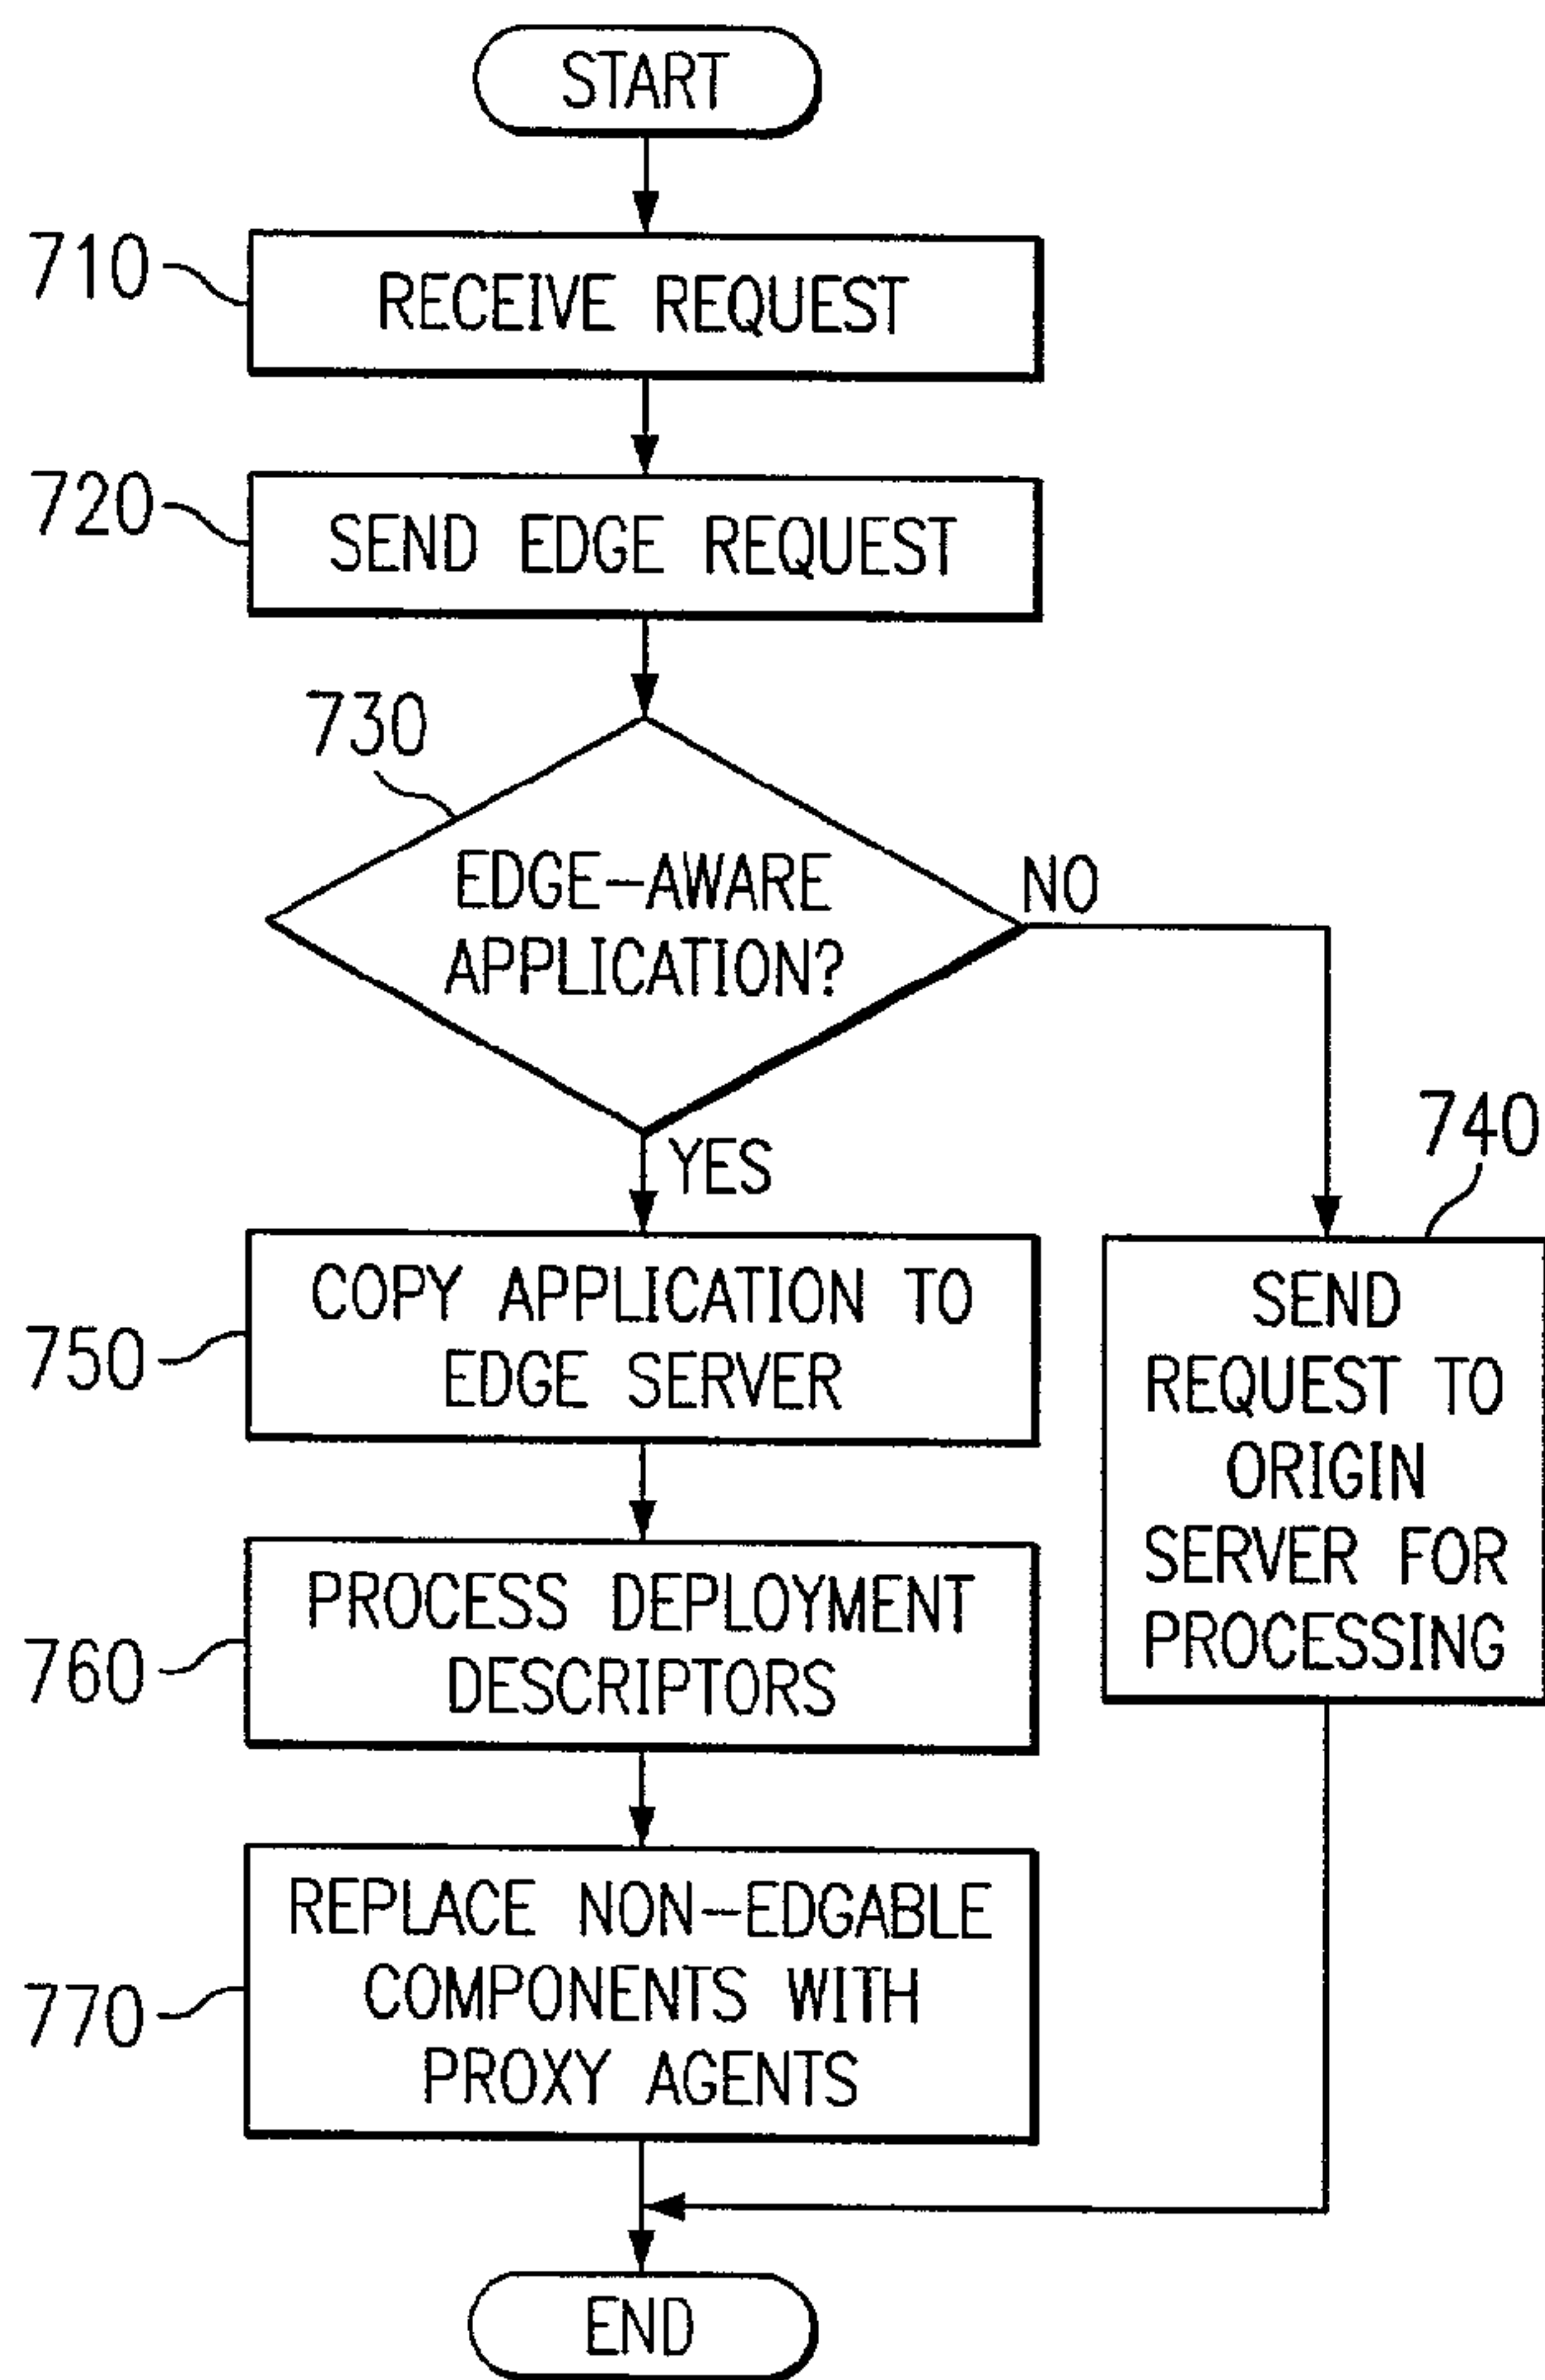 START
710
RECEIVE REQUEST
720
SEND EDGE REQUEST
730
EDGE-AWARE
APPLICATION?
NO
YES
740
SEND
REQUEST TO
ORIGIN
SERVER FOR
PROCESSING
750
COPY APPLICATION TO
EDGE SERVER
760
PROCESS DEPLOYMENT
DESCRIPTORS
770
REPLACE NON-EDGABLE
COMPONENTS WITH
PROXY AGENTS
END